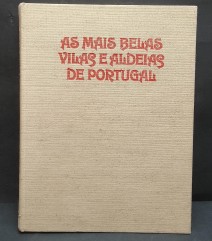 AS MAIS BELAS
VILAS E ALDEIAS
DE PORTUGAL